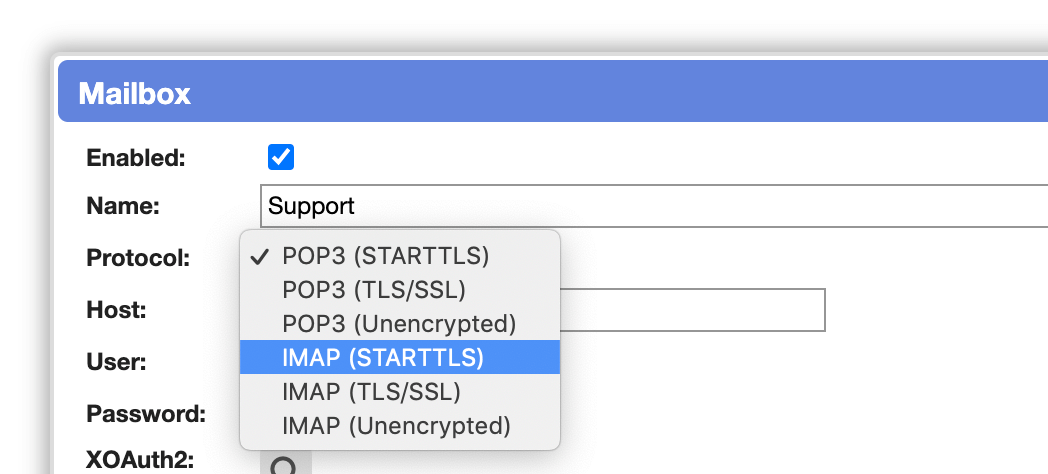 Mailbox
Enabled:
Name: Support
Protocol: POP3 (STARTTLS)
POP3 (TLS/SSL)
Host: POP3 (Unencrypted)
IMAP (STARTTLS)
User:
IMAP (TLS/SSL)
Password: IMAP (Unencrypted)
XOAuth2: